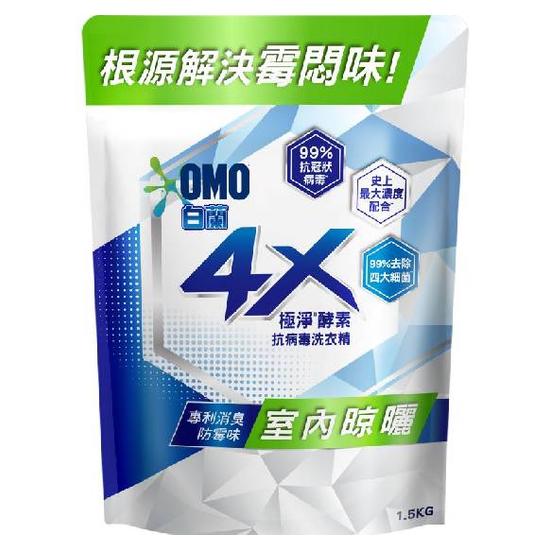 根源解決霉悶味!
99%
抗冠狀
病毒*
史上
最大濃度
配合^
OMO
白蘭
4X
99%去除
四大細菌
極淨*酵素
抗病毒洗衣精
專利消臭
防霉味
室內晾曬
1.5KG